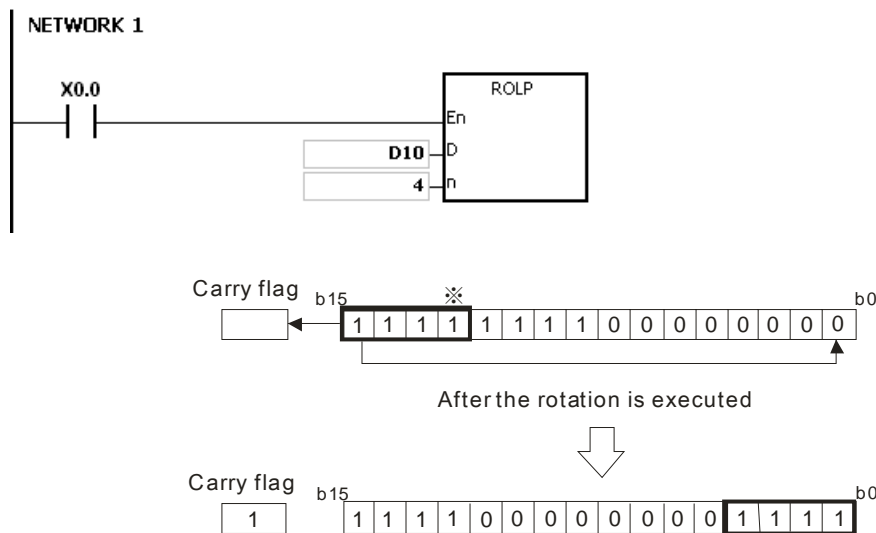 NETWORK 1
X0.0
ROLP
En
D10 D
4 n
Carry flag b15 ※ b0
1 1 1 1 1 1 1 1 0 0 0 0 0 0 0 0
After the rotation is executed
Carry flag b15 b0
1 1 1 1 1 0 0 0 0 0 0 0 0 1 1 1 1